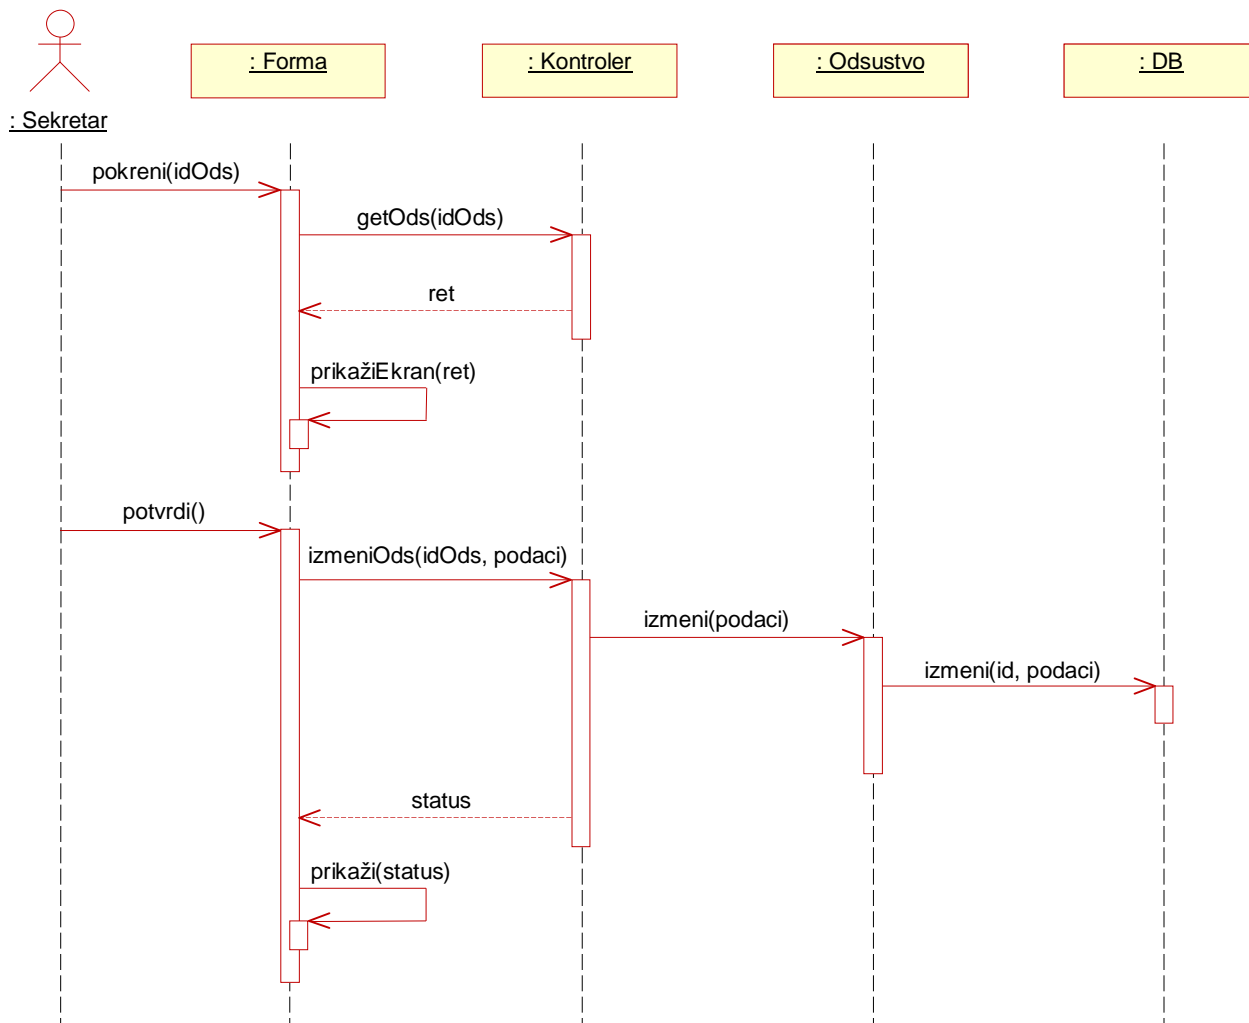 : Forma
: Kontroler
: Odsustvo
: DB
: Sekretar
pokreni(idOds)
getOds(idOds)
ret
prikažiEkran(ret)
potvrdi()
izmeniOds(idOds, podaci)
izmeni(podaci)
izmeni(id, podaci)
status
prikaži(status)